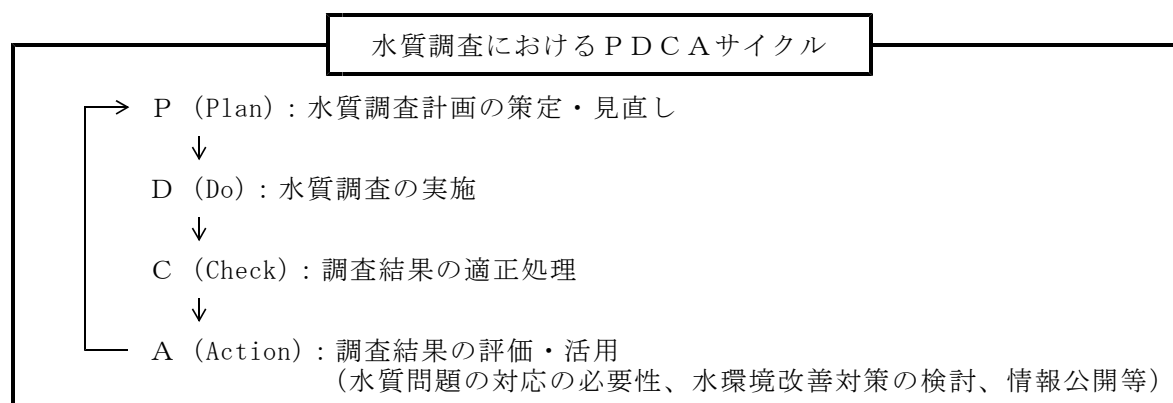 水質調査におけるＰＤＣＡサイクル
Ｐ (Plan)：水質調査計画の策定・見直し
Ｄ (Do)：水質調査の実施
Ｃ (Check)：調査結果の適正処理
Ａ (Action)：調査結果の評価・活用
(水質問題の対応の必要性、水環境改善対策の検討、情報公開等)